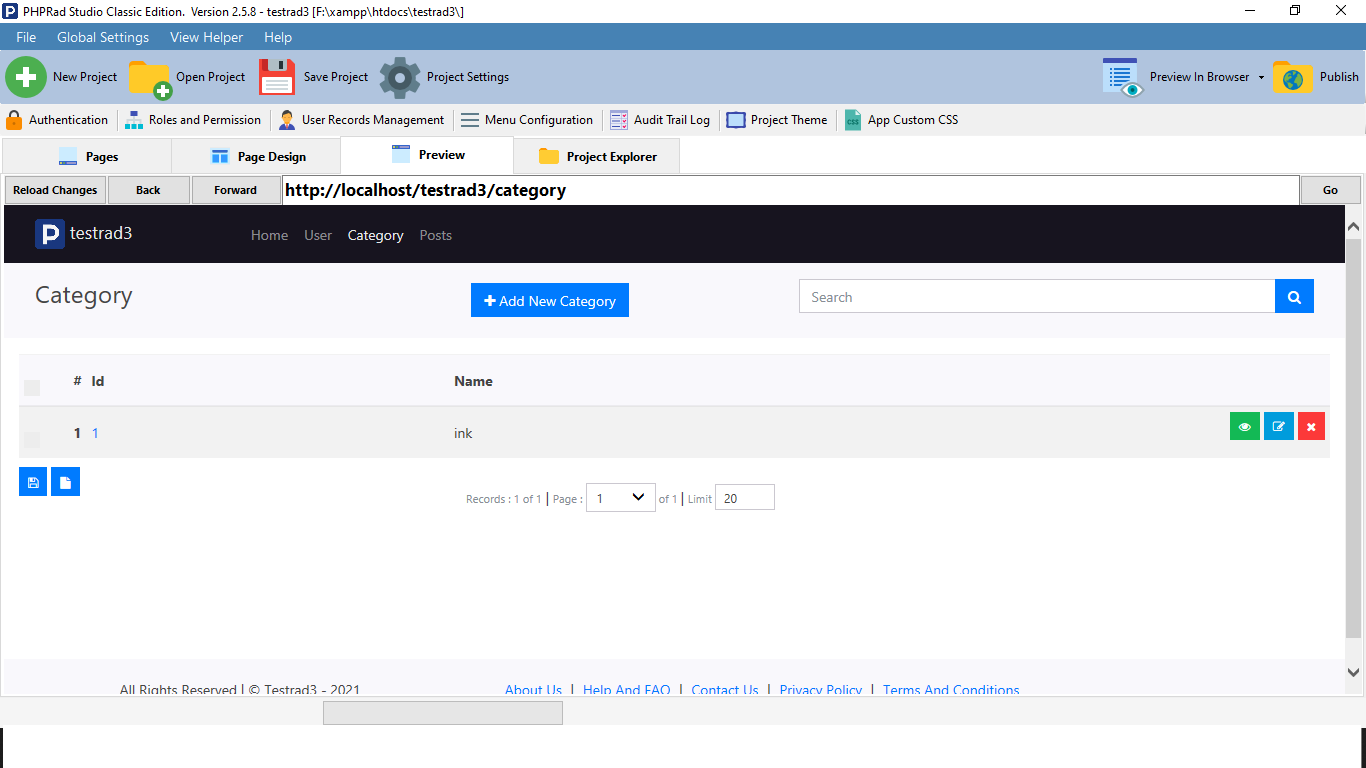 PHPRad Studio Classic Edition. Version 2.5.8 - testrad3 [F:\xampp\htdocs\testrad3\]
File Global Settings View Helper Help
New Project Open Project Save Project Project Settings Preview In Browser Publish
Authentication Roles and Permission User Records Management Menu Configuration Audit Trail Log Project Theme CSS App Custom CSS
Pages Page Design Preview Project Explorer
Reload Changes Back Forward http://localhost/testrad3/category Go
P testrad3 Home User Category Posts
Category Add New Category Search
# Id Name
1 1 ink
Records : 1 of 1 | Page : 1 of 1 | Limit 20
All Rights Reserved | © Testrad3 - 2021 About Us | Help And FAQ | Contact Us | Privacy Policy | Terms And Conditions